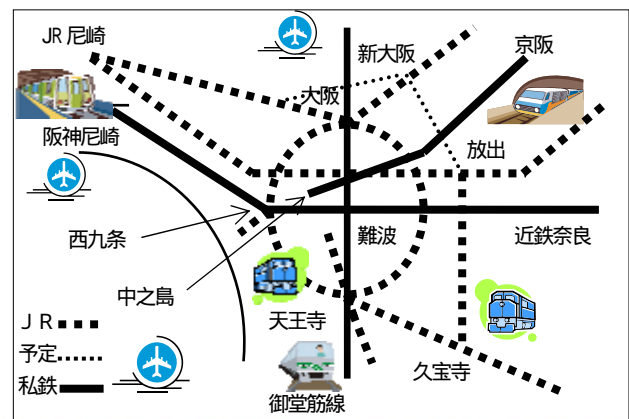 JR 尼崎
新大阪
京阪
大阪
阪神尼崎
放出
西九条
難波
近鉄奈良
中之島
天王寺
ＪＲ
予定
久宝寺
私鉄
御堂筋線